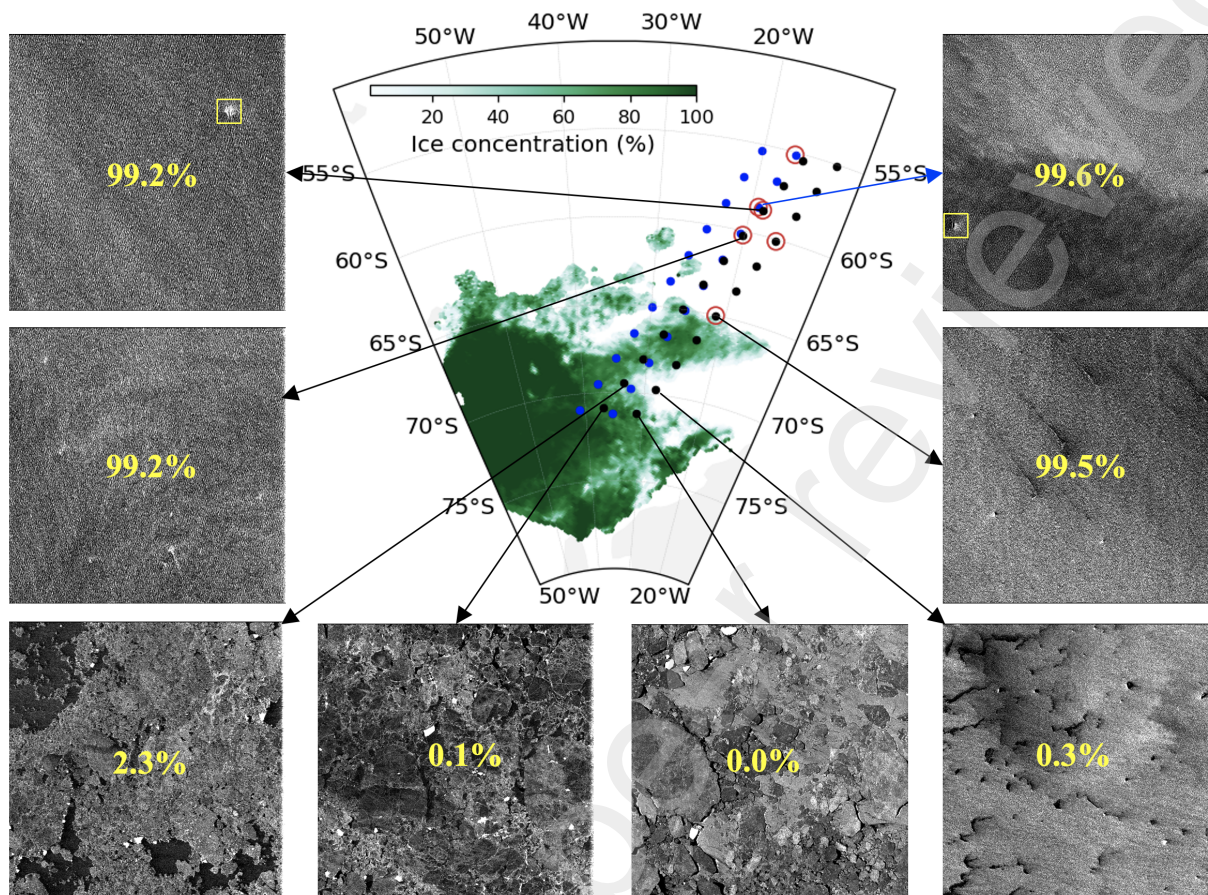 50°W 40°W 30°W 20°W
20 40 60 80 100
Ice concentration (%)
55°S 55°S
60°S 60°S
65°S 65°S
70°S 70°S
75°S 75°S
50°W 20°W
99.2%
99.6%
99.2%
99.5%
2.3%
0.1%
0.0%
0.3%
peer review